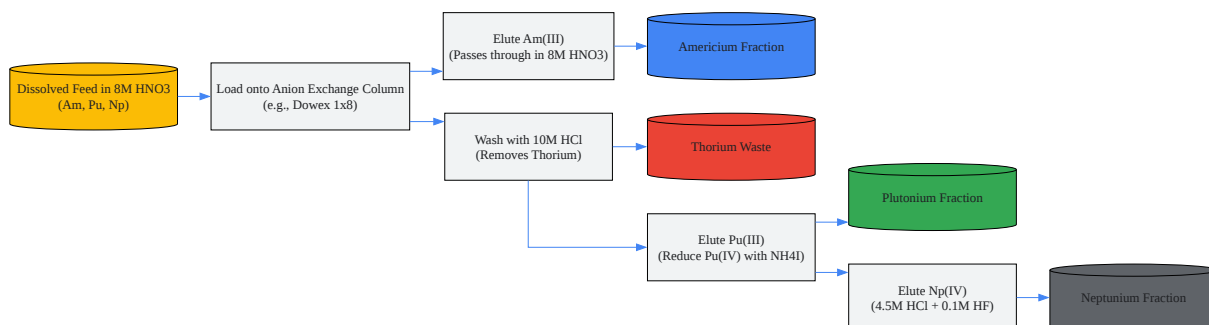 Dissolved Feed in 8M HNO3
(Am, Pu, Np)
Load onto Anion Exchange Column
(e.g., Dowex 1x8)
Elute Am(III)
(Passes through in 8M HNO3)
Americium Fraction
Wash with 10M HCl
(Removes Thorium)
Thorium Waste
Elute Pu(III)
(Reduce Pu(IV) with NH4I)
Plutonium Fraction
Elute Np(IV)
(4.5M HCl + 0.1M HF)
Neptunium Fraction